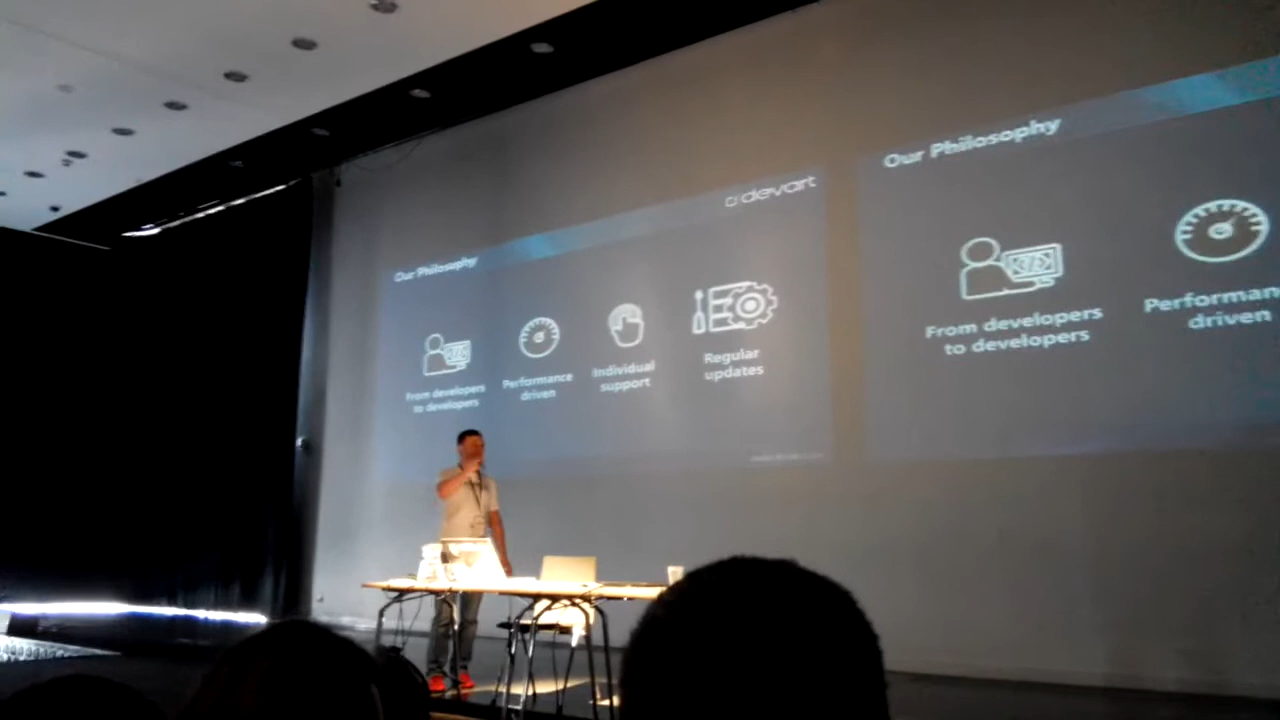 devart
Our Philosophy
From developers
to developers
Performance
driven
Individual
support
Regular
updates
Our Philosophy
</>
From developers
to developers
Performan
driven